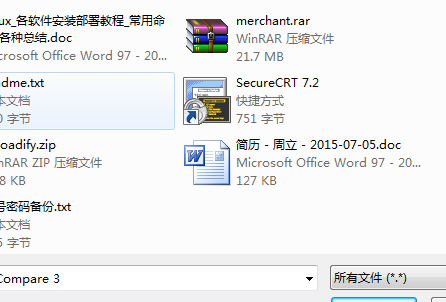 ux_各软件安装部署教程_常用命
各种总结.doc
Microsoft Office Word 97 - 20...
merchant.rar
WinRAR 压缩文件
21.7 MB
dme.txt
本文档
字节
SecureCRT 7.2
快捷方式
751 字节
oadify.zip
nRAR ZIP 压缩文件
8 KB
简历 - 周立 - 2015-07-05.doc
Microsoft Office Word 97 - 20...
127 KB
号密码备份.txt
本文档
字节
Compare 3
所有文件 (*.*)